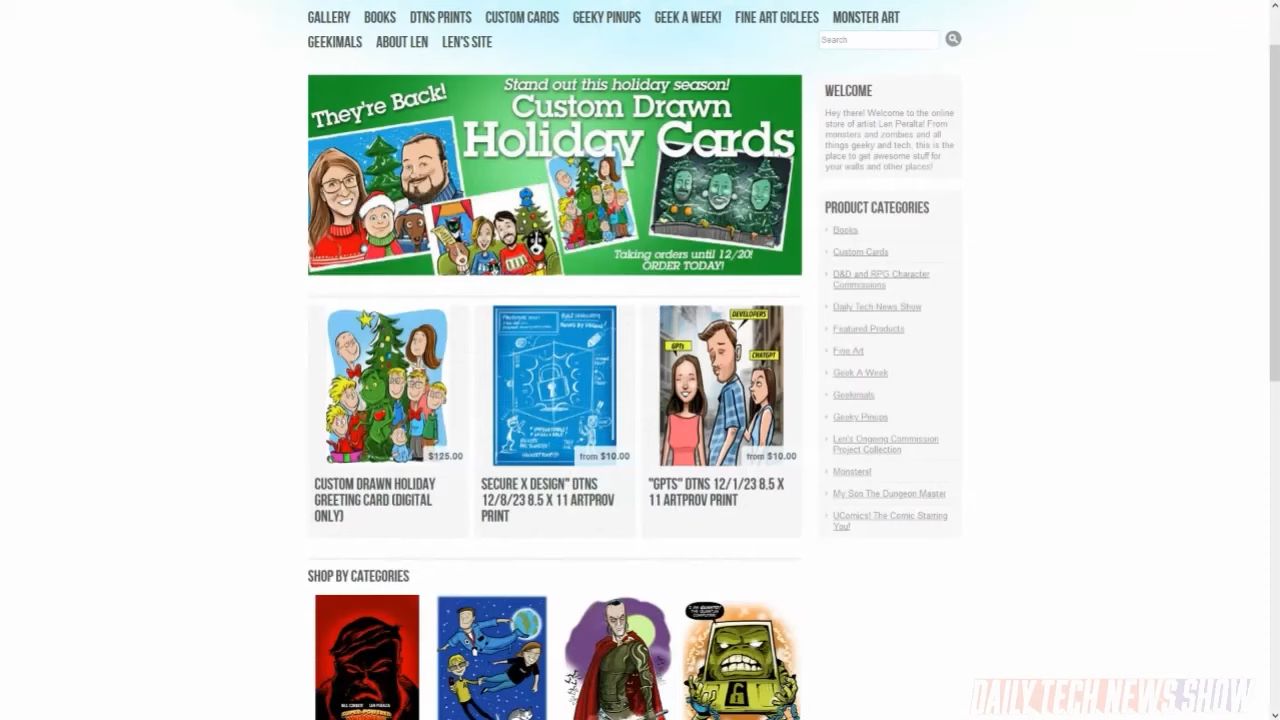 GALLERY BOOKS DTNS PRINTS CUSTOM CARDS GEEKY PINUPS GEEK A WEEK! FINE ART GICLEES MONSTER ART
GEEKIMALS ABOUT LEN LEN'S SITE
Search
They're Back!
Stand out this holiday season!
Custom Drawn
Holiday Cards
Taking orders until 12/20!
ORDER TODAY!
WELCOME
Hey there! Welcome to the online
store of artist Len Peralta! From
monsters and zombies and all
things geeky and tech, this is the
place to get awesome stuff for
your walls and other places!
PRODUCT CATEGORIES
Books
Custom Cards
D&D and RPG Character
Commissions
Daily Tech News Show
Featured Products
Fine Art
Geek A Week
Geekimals
Geeky Pinups
Len's Ongoing Commission
Project Collection
Monsters!
My Son The Dungeon Master
UComics! The Comic Starring
You!
$125.00
CUSTOM DRAWN HOLIDAY
GREETING CARD (DIGITAL
ONLY)
from $10.00
SECURE X DESIGN" DTNS
12/8/23 8.5 X 11 ARTPROV
PRINT
DEVELOPERS
GPTs
CHATGPT
from $10.00
"GPTS" DTNS 12/1/23 8.5 X
11 ARTPROV PRINT
SHOP BY CATEGORIES
DAILY TECH NEWS SHOW